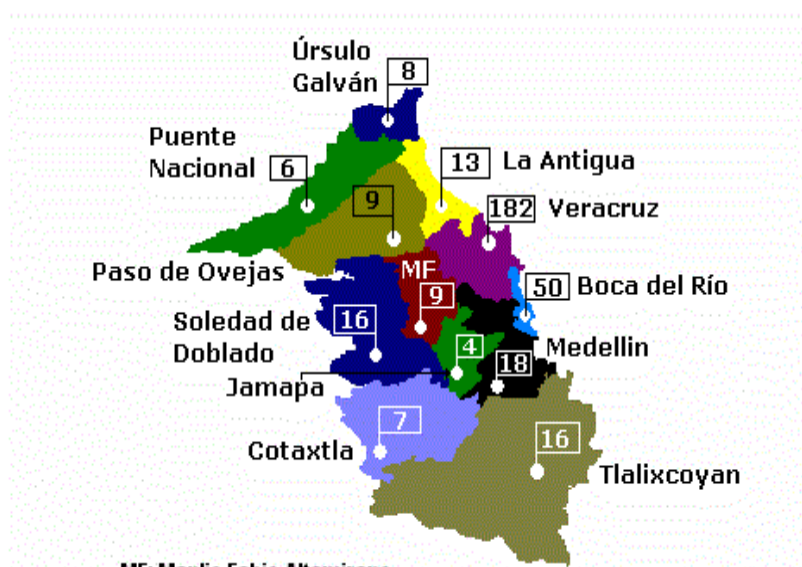 Úrsulo
Galván
8
Puente
Nacional
6
13
La Antigua
9
182
Veracruz
Paso de Ovejas
MF
9
50
Boca del Río
Soledad de
Doblado
16
4
Medellin
18
Jamapa
7
Cotaxtla
16
Tlalixcoyan